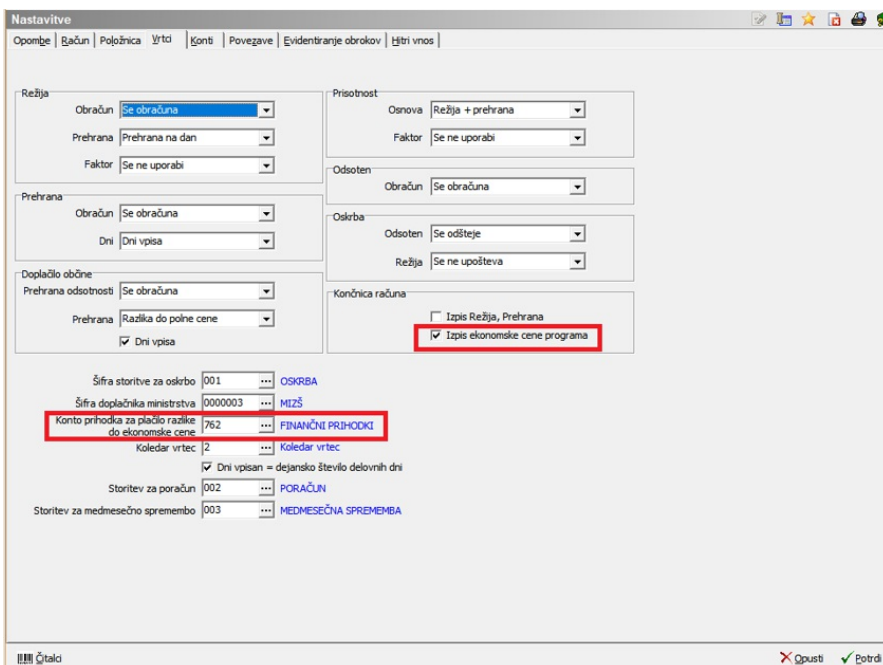 Nastavitve
Opombe Račun Položnica Vrtci Konti Povezave Evidentiranje obrokov Hitri vnos
Režija
Obračun Se obračuna
Prehrana Prehrana na dan
Faktor Se ne uporabi
Prehrana
Obračun Se obračuna
Dni Dni vpisa
Doplačilo občine
Prehrana odsotnosti Se obračuna
Prehrana Razlika do polne cene
Dni vpisa
Prisotnost
Osnova Režija + prehrana
Faktor Se ne uporabi
Odsoten
Obračun Se obračuna
Oskrba
Odsoten Se odšteje
Režija Se ne upošteva
Končnica računa
Izpis Režija, Prehrana
Izpis ekonomske cene programa
Šifra storitve za oskrbo 001 ... OSKRBA
Šifra doplačnika ministrstva 0000003 ... MIZŠ
Konto prihodka za plačilo razlike
do ekonomske cene 762 ... FINANČNI PRIHODKI
Koledar vrtec 2 ... Koledar vrtec
Dni vpisan = dejansko število delovnih dni
Storitev za poračun 002 ... PORAČUN
Storitev za medmesečno spremembo 003 ... MEDMESEČNA SPREMEMBA
Čitalci Opusti Potrdi